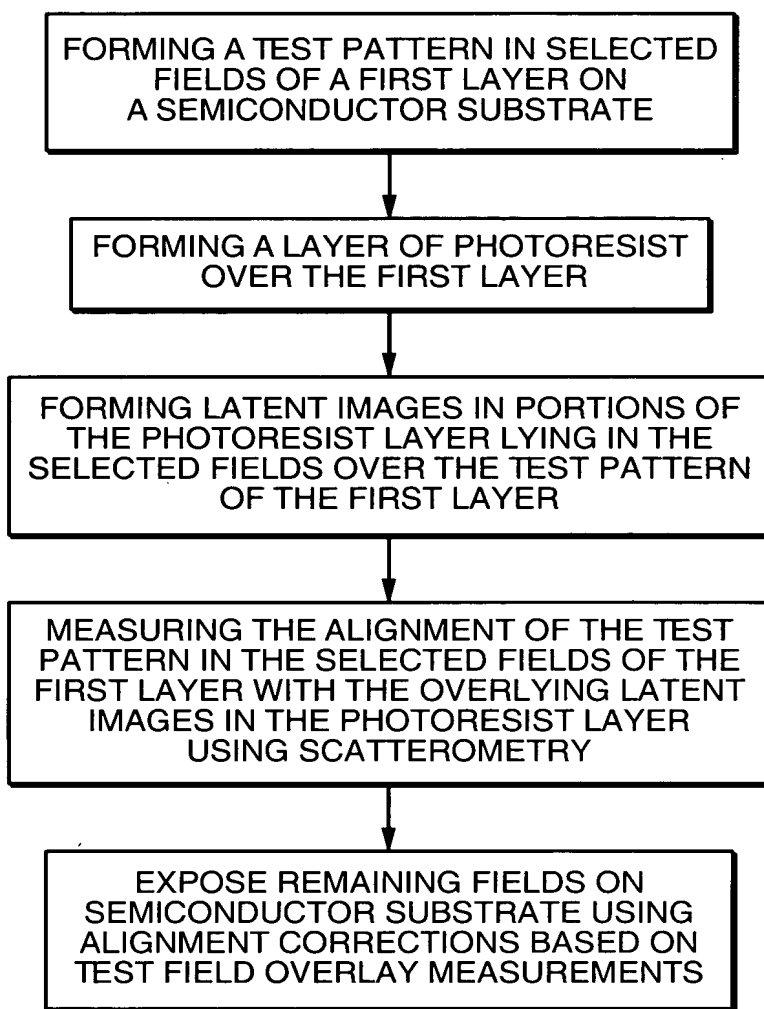 FORMING A TEST PATTERN IN SELECTED
FIELDS OF A FIRST LAYER ON
A SEMICONDUCTOR SUBSTRATE
FORMING A LAYER OF PHOTORESIST
OVER THE FIRST LAYER
FORMING LATENT IMAGES IN PORTIONS OF
THE PHOTORESIST LAYER LYING IN THE
SELECTED FIELDS OVER THE TEST PATTERN
OF THE FIRST LAYER
MEASURING THE ALIGNMENT OF THE TEST
PATTERN IN THE SELECTED FIELDS OF THE
FIRST LAYER WITH THE OVERLYING LATENT
IMAGES IN THE PHOTORESIST LAYER
USING SCATTEROMETRY
EXPOSE REMAINING FIELDS ON
SEMICONDUCTOR SUBSTRATE USING
ALIGNMENT CORRECTIONS BASED ON
TEST FIELD OVERLAY MEASUREMENTS